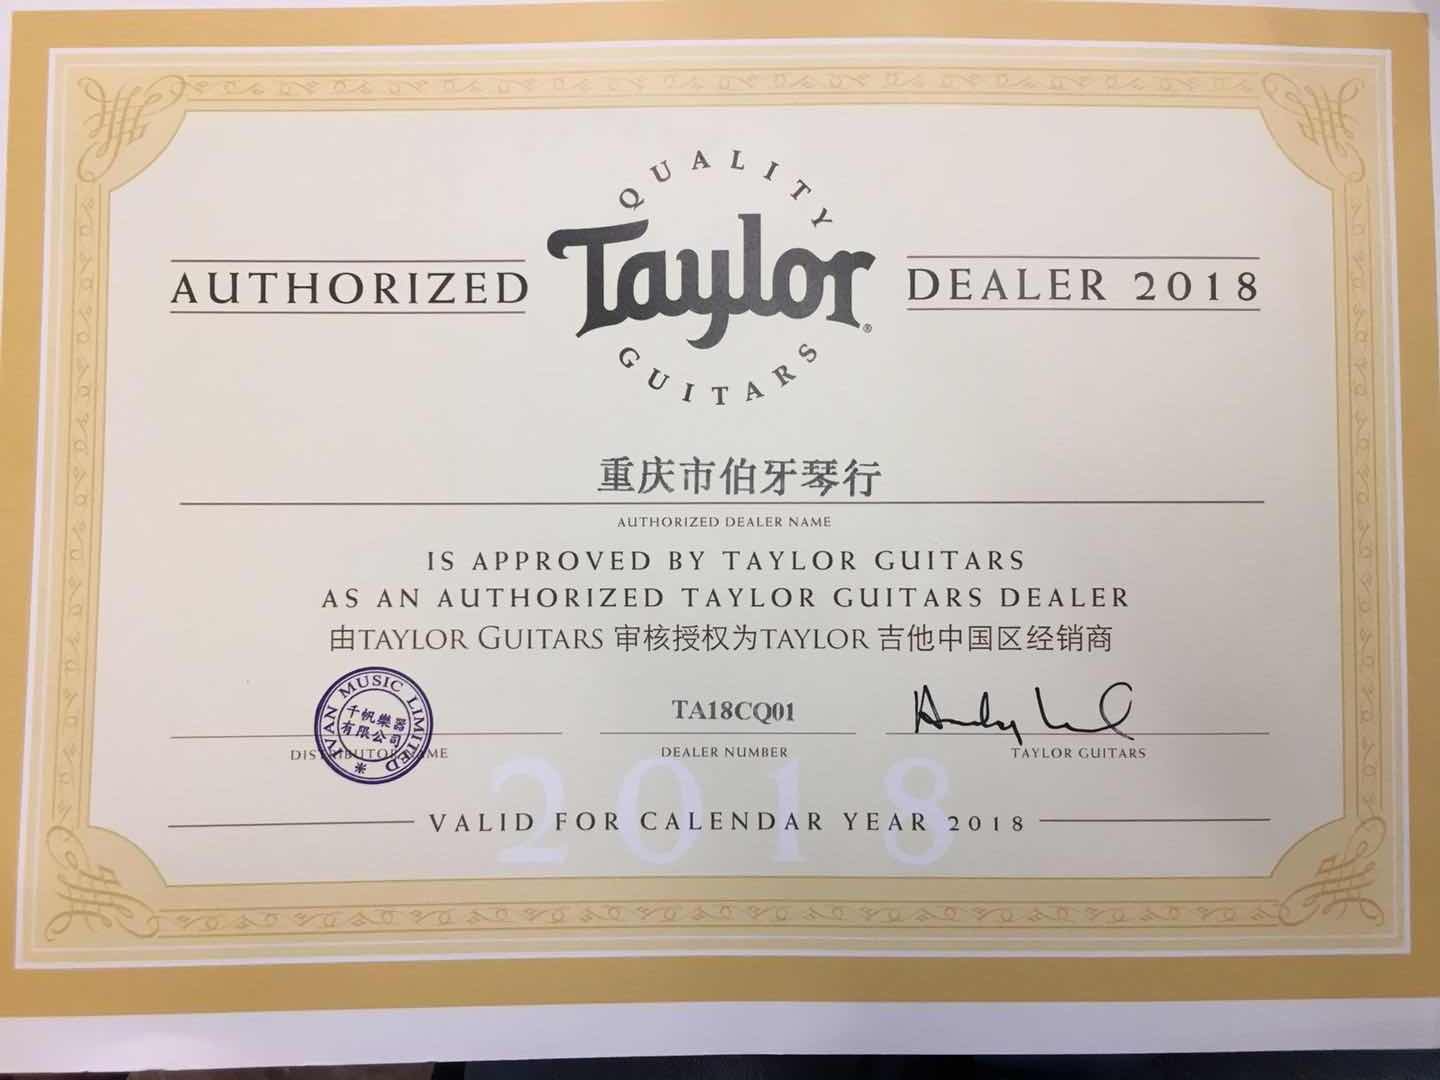 QUALITY
AUTHORIZED Taylor® DEALER 2018
GUITARS
重庆市伯牙琴行
AUTHORIZED DEALER NAME
IS APPROVED BY TAYLOR GUITARS
AS AN AUTHORIZED TAYLOR GUITARS DEALER
由TAYLOR GUITARS 审核授权为TAYLOR 吉他中国区经销商
IVAN MUSIC LIMITED
千帆樂器
有限公司
TA18CQ01
DISTRIBUTOR NAME
DEALER NUMBER
TAYLOR GUITARS
2018
VALID FOR CALENDAR YEAR 2018